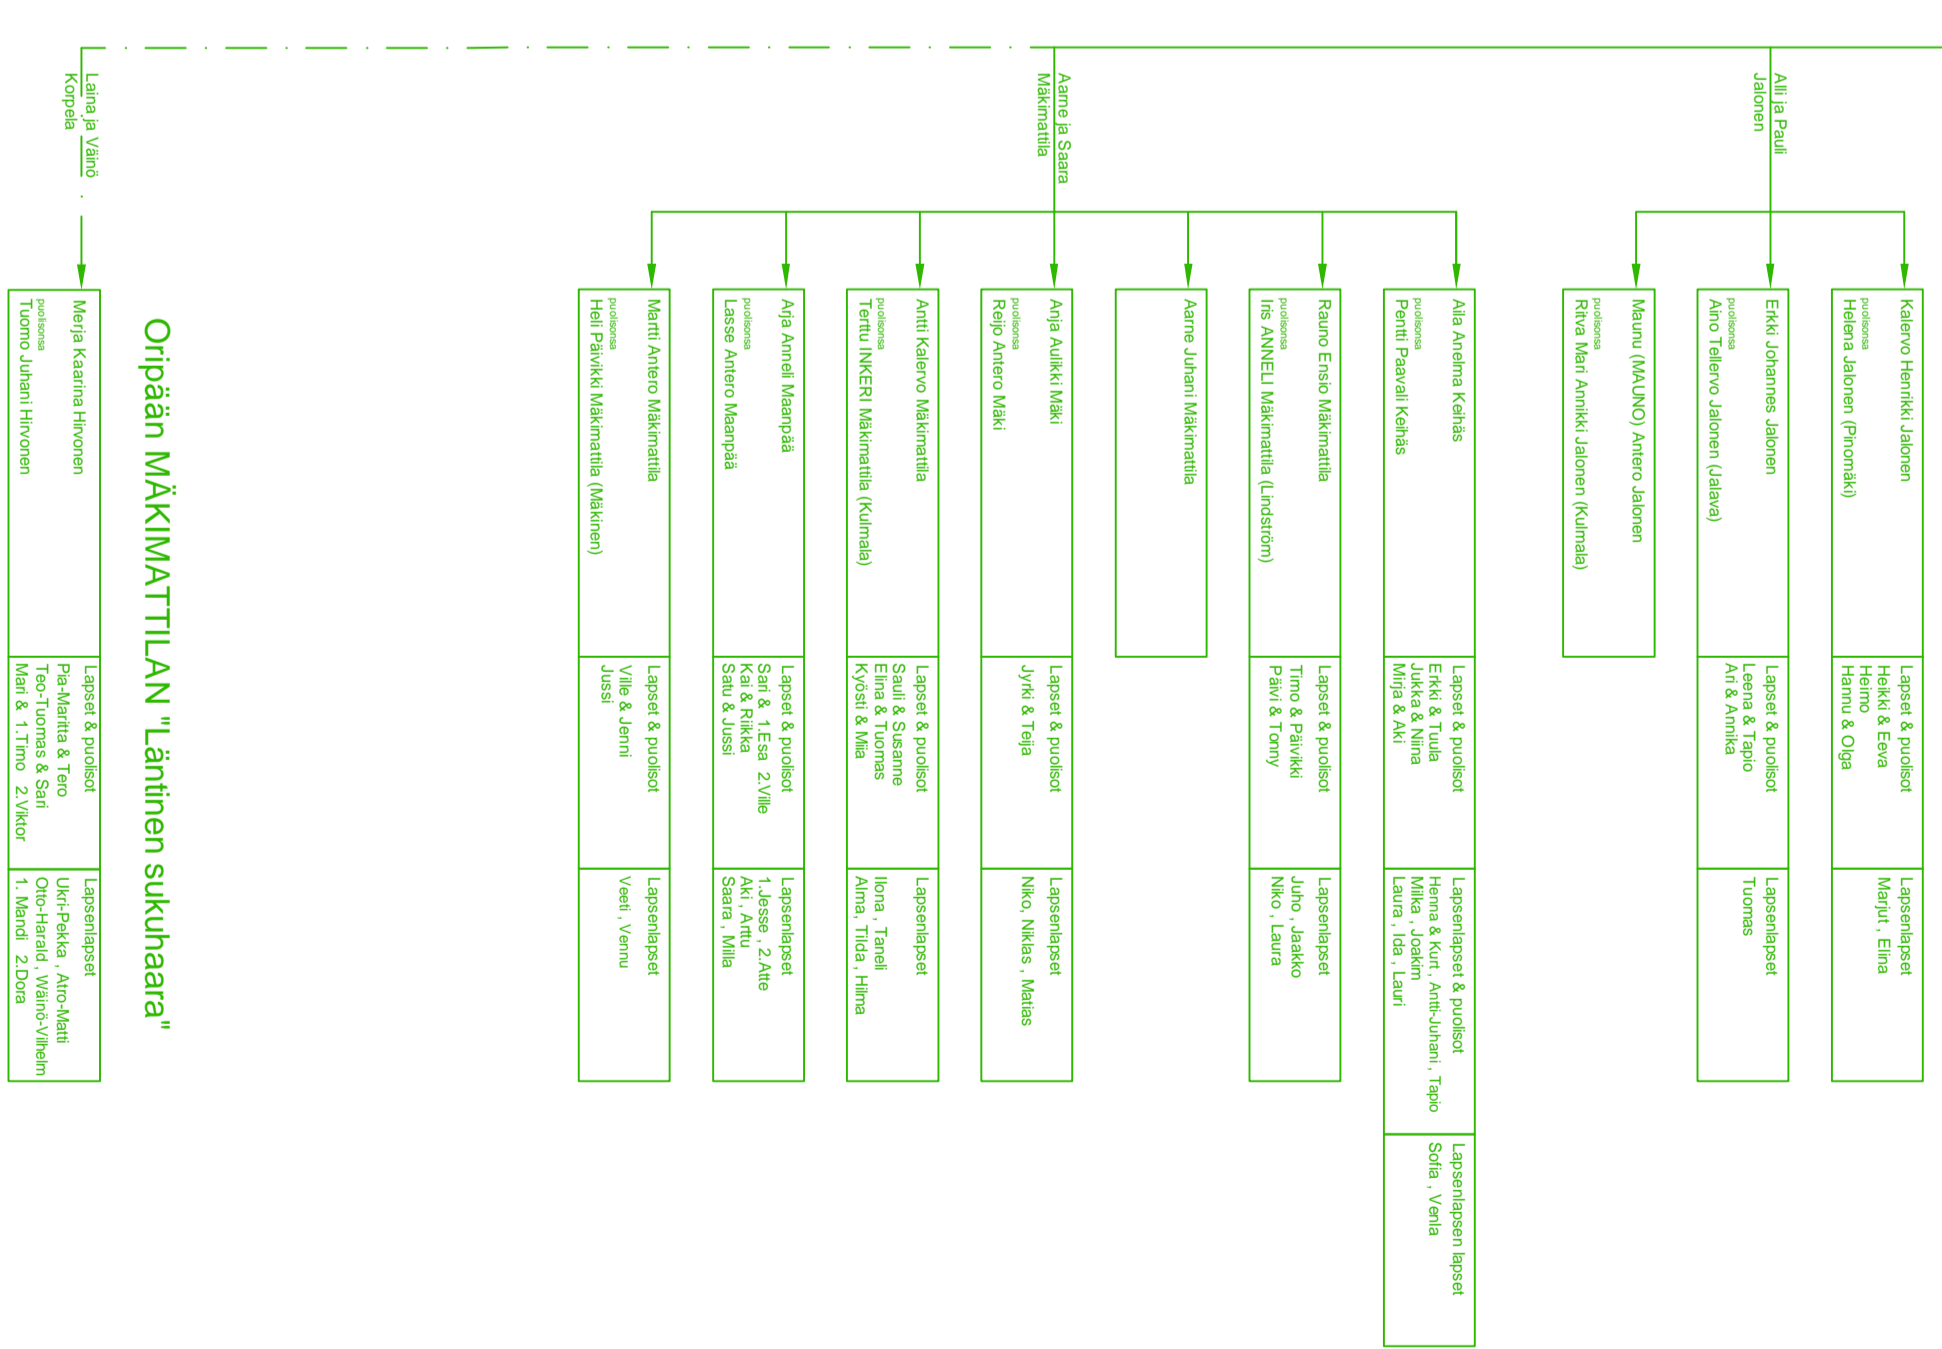 Alli ja Pauli
Jalonen
Kalervo Henrikki Jalonen
puolisonsa
Helena Jalonen (Pinomäki)
Lapset & puolisot
Heikki & Eeva
Heimo
Hannu & Olga
Lapsenlapset
Marjut , Elina
Erkki Johannes Jalonen
puolisonsa
Aino Tellervo Jalonen (Jalava)
Lapset & puolisot
Leena & Tapio
Ari & Annika
Lapsenlapset
Tuomas
Maunu (MAUNO) Antero Jalonen
puolisonsa
Ritva Mari Annikki Jalonen (Kulmala)
Aarne ja Saara
Mäkimattila
Aila Anelma Keihäs
puolisonsa
Pentti Paavali Keihäs
Lapset & puolisot
Erkki & Tuula
Jukka & Niina
Mirja & Aki
Lapsenlapset & puolisot
Henna & Kurt , Antti-Juhani , Tapio
Milka , Joakim
Laura , Ida , Lauri
Lapsenlapsen lapset
Sofia , Venla
Rauno Ensio Mäkimattila
puolisonsa
Iris ANNELI Mäkimattila (Lindström)
Lapset & puolisot
Timo & Päivikki
Päivi & Tonny
Lapsenlapset
Juho , Jaakko
Niko , Laura
Aarne Juhani Mäkimattila
Anja Aulikki Mäki
puolisonsa
Reijo Antero Mäki
Lapset & puolisot
Jyrki & Teija
Lapsenlapset
Niko, Niklas , Matias
Antti Kalervo Mäkimattila
puolisonsa
Terttu INKERI Mäkimattila (Kulmala)
Lapset & puolisot
Sauli & Susanne
Elina & Tuomas
Kyösti & Miia
Lapsenlapset
Ilona , Taneli
Alma, Tilda , Hilma
Arja Anneli Maanpää
puolisonsa
Lasse Antero Maanpää
Lapset & puolisot
Sari & 1.Esa 2.Ville
Kai & Riikka
Satu & Jussi
Lapsenlapset
1.Jesse , 2.Atte
Aki , Arttu
Saara , Milla
Martti Antero Mäkimattila
puolisonsa
Heli Päivikki Mäkimattila (Mäkinen)
Lapset & puolisot
Ville & Jenni
Jussi
Lapsenlapset
Veeti , Vennu
Oripään MÄKIMATTILAN "Läntinen sukuhaara"
Laina ja Väinö
Korpela
Merja Kaarina Hirvonen
puolisonsa
Tuomo Juhani Hirvonen
Lapset & puolisot
Pia-Maritta & Tero
Teo-Tuomas & Sari
Mari & 1.Timo 2.Viktor
Lapsenlapset
Ukri-Pekka , Atro-Matti
Otto-Harald , Wäinö-Vilhelm
1. Mandi 2.Dora